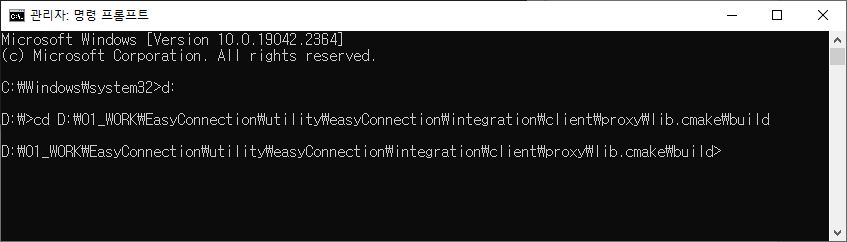 관리자: 명령 프롬프트
Microsoft Windows [Version 10.0.19042.2364]
(c) Microsoft Corporation. All rights reserved.
C:₩Windows₩system32>d:
D:₩>cd D:₩01_WORK₩EasyConnection₩utility₩easyConnection₩integration₩client₩proxy₩lib.cmake₩build
D:₩01_WORK₩EasyConnection₩utility₩easyConnection₩integration₩client₩proxy₩lib.cmake₩build>